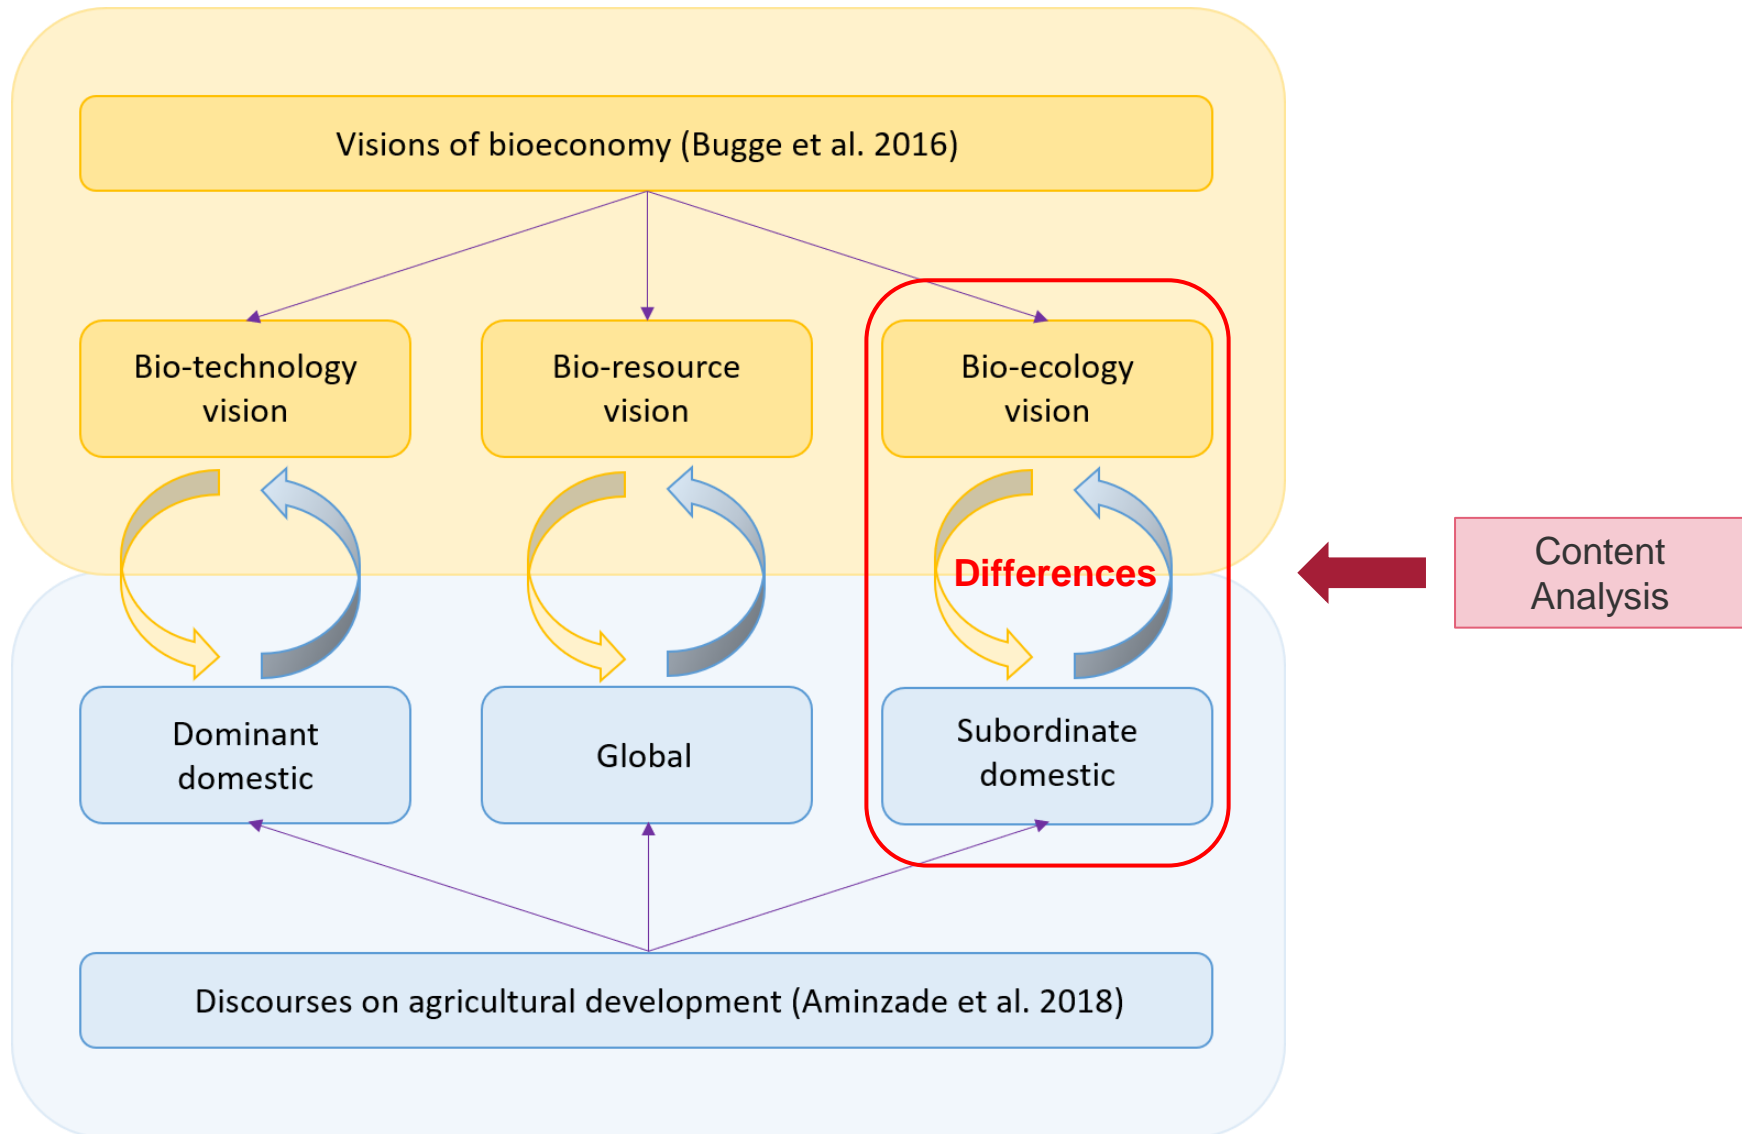 Visions of bioeconomy (Bugge et al. 2016)
Bio-technology
vision
Bio-resource
vision
Bio-ecology
vision
Differences
Content
Analysis
Dominant
domestic
Global
Subordinate
domestic
Discourses on agricultural development (Aminzade et al. 2018)